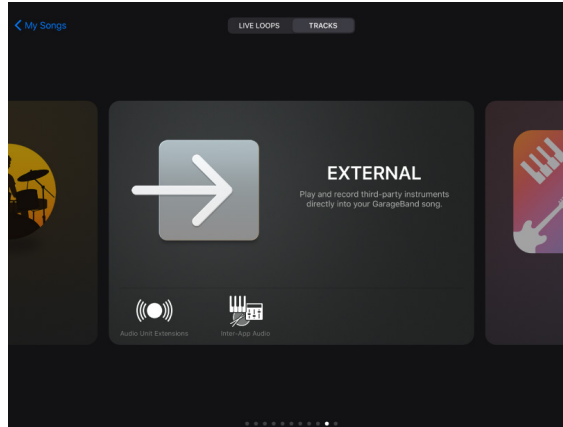 My Songs
LIVE LOOPS
TRACKS
EXTERNAL
Play and record third-party instruments
directly into your GarageBand song.
Audio Unit Extensions
Inter-App Audio